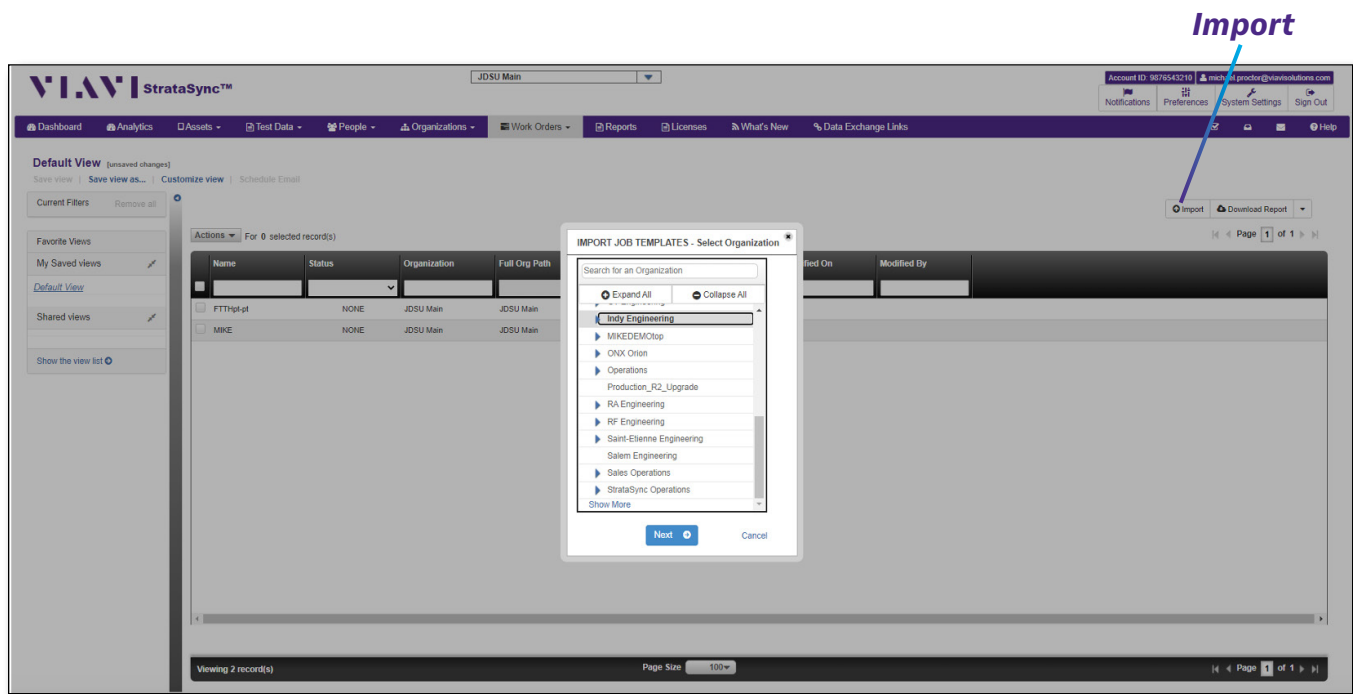 Import
VIAVI StrataSync™
JDSU Main
Account ID: 9876543210 michael.proctor@viavisolutions.com
Notifications Preferences System Settings Sign Out
Dashboard Analytics Assets Test Data People Organizations Work Orders Reports Licenses What's New Data Exchange Links Help
Default View [unsaved changes]
Save view | Save view as... | Customize view | Schedule Email
Current Filters Remove all
Import Download Report
Actions For 0 selected record(s)
Page 1 of 1
Favorite Views
My Saved views
Default View
Shared views
Show the view list
Name Status Organization Full Org Path
fied On Modified By
FTTHpt-pt NONE JDSU Main JDSU Main
MIKE NONE JDSU Main JDSU Main
IMPORT JOB TEMPLATES - Select Organization
Search for an Organization
Expand All Collapse All
Indy Engineering
MIKEDEMOtop
ONX Orion
Operations
Production_R2_Upgrade
RA Engineering
RF Engineering
Saint-Etienne Engineering
Salem Engineering
Sales Operations
StrataSync Operations
Show More
Next Cancel
Viewing 2 record(s) Page Size 100 Page 1 of 1